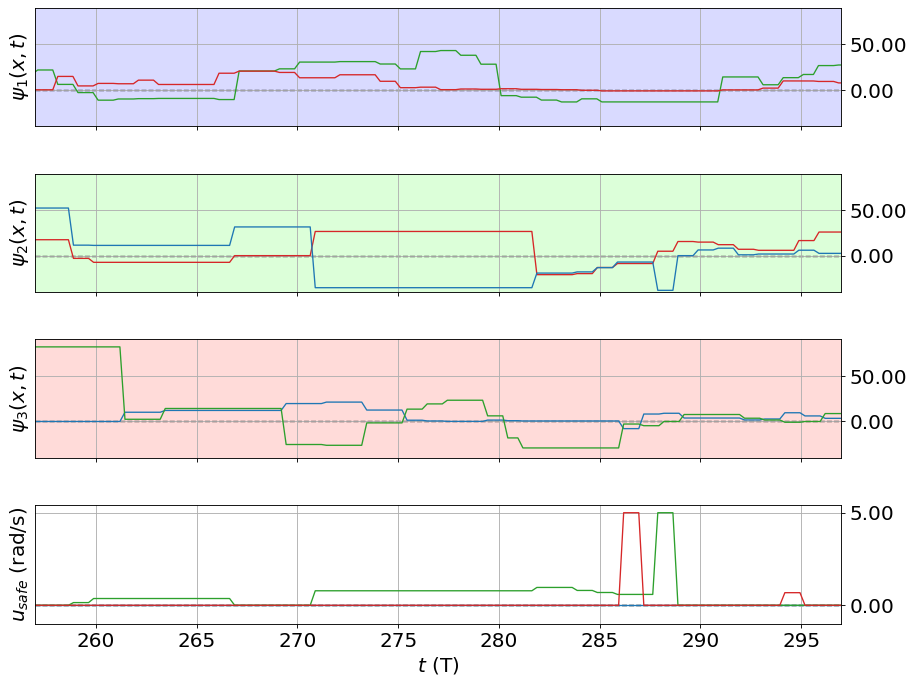 ψ₁(x, t)
50.00
0.00
ψ₂(x, t)
50.00
0.00
ψ₃(x, t)
50.00
0.00
u_safe (rad/s)
5.00
0.00
260 265 270 275 280 285 290 295
t (T)